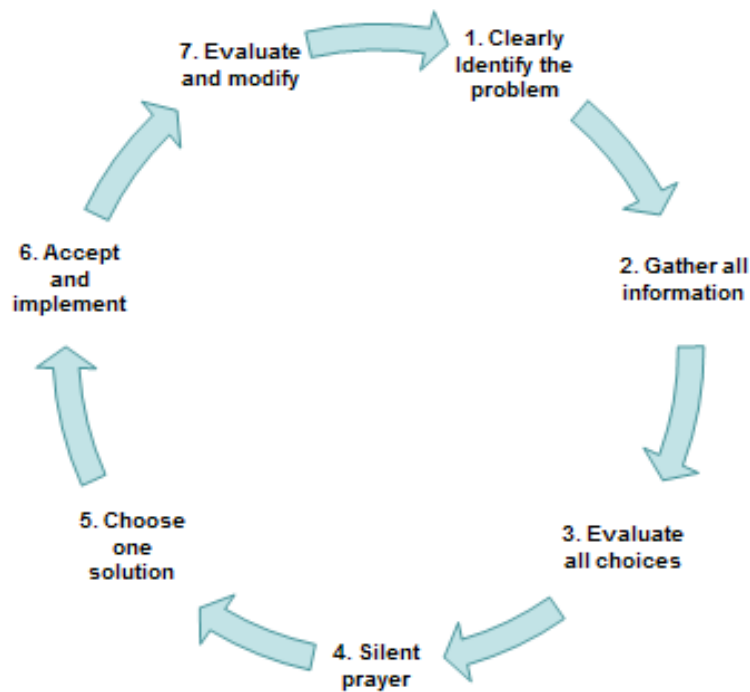 1. Clearly
Identify the
problem
2. Gather all
information
3. Evaluate
all choices
4. Silent
prayer
5. Choose
one
solution
6. Accept
and
implement
7. Evaluate
and modify